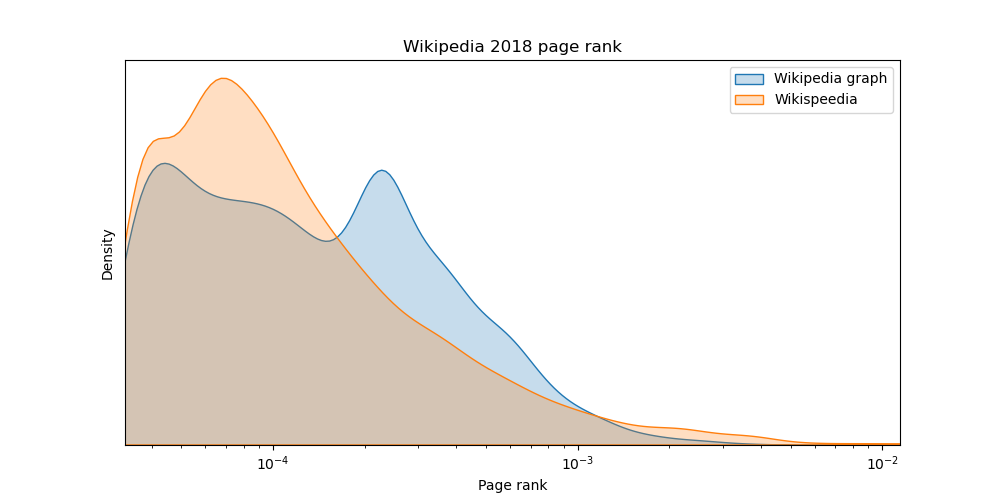 Wikipedia 2018 page rank
Wikipedia graph
Wikispeedia
Density
10⁻⁴
10⁻³
10⁻²
Page rank